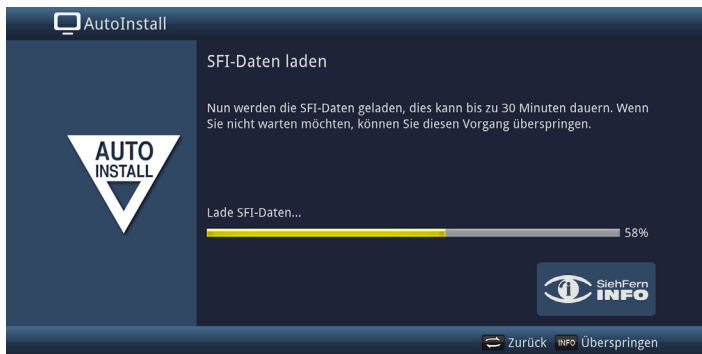 AutoInstall
SFI-Daten laden
Nun werden die SFI-Daten geladen, dies kann bis zu 30 Minuten dauern. Wenn
Sie nicht warten möchten, können Sie diesen Vorgang überspringen.
AUTO
INSTALL
Lade SFI-Daten...
58%
SiehFern
INFO
Zurück INFO Überspringen